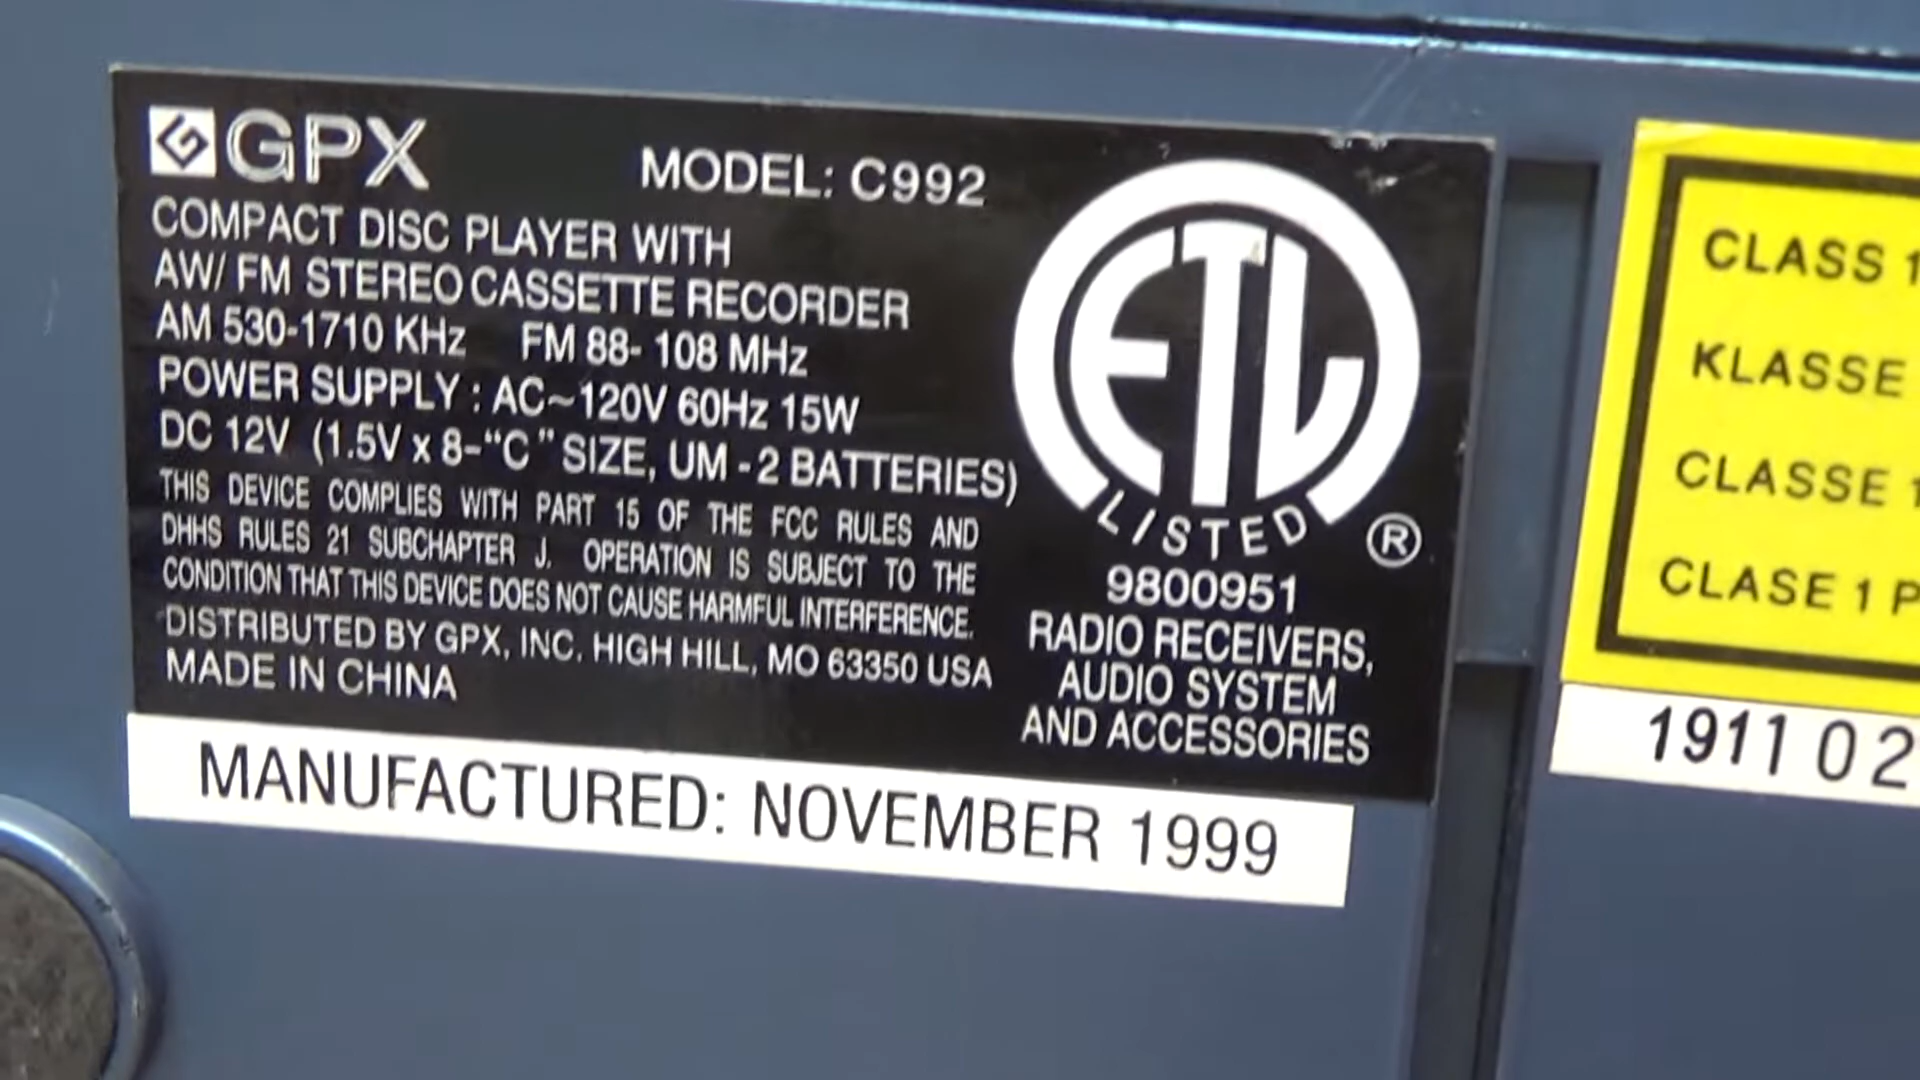 GPX
MODEL: C992
COMPACT DISC PLAYER WITH
AW/ FM STEREO CASSETTE RECORDER
AM 530-1710 KHz FM 88- 108 MHz
POWER SUPPLY : AC~120V 60Hz 15W
DC 12V (1.5V x 8-“C” SIZE, UM - 2 BATTERIES)
THIS DEVICE COMPLIES WITH PART 15 OF THE FCC RULES AND
DHHS RULES 21 SUBCHAPTER J. OPERATION IS SUBJECT TO THE
CONDITION THAT THIS DEVICE DOES NOT CAUSE HARMFUL INTERFERENCE.
DISTRIBUTED BY GPX, INC. HIGH HILL, MO 63350 USA
MADE IN CHINA
ETL
LISTED
®
9800951
RADIO RECEIVERS,
AUDIO SYSTEM
AND ACCESSORIES
MANUFACTURED: NOVEMBER 1999
CLASS 1
KLASSE
CLASSE 1
CLASE 1 P
1911 02